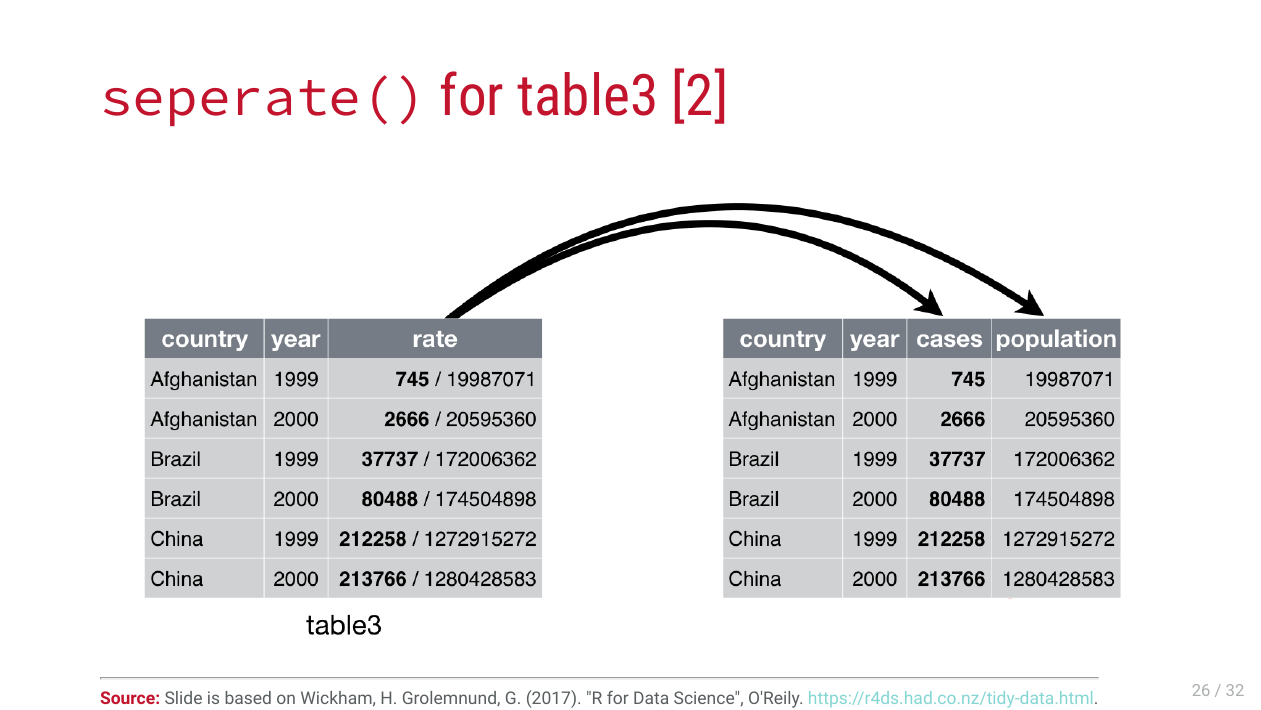 seperate() for table3 [2]
country year rate
Afghanistan 1999 745 / 19987071
Afghanistan 2000 2666 / 20595360
Brazil 1999 37737 / 172006362
Brazil 2000 80488 / 174504898
China 1999 212258 / 1272915272
China 2000 213766 / 1280428583
table3
country year cases population
Afghanistan 1999 745 19987071
Afghanistan 2000 2666 20595360
Brazil 1999 37737 172006362
Brazil 2000 80488 174504898
China 1999 212258 1272915272
China 2000 213766 1280428583
Source: Slide is based on Wickham, H. Grolemnund, G. (2017). "R for Data Science", O'Reily. https://r4ds.had.co.nz/tidy-data.html.
26 / 32